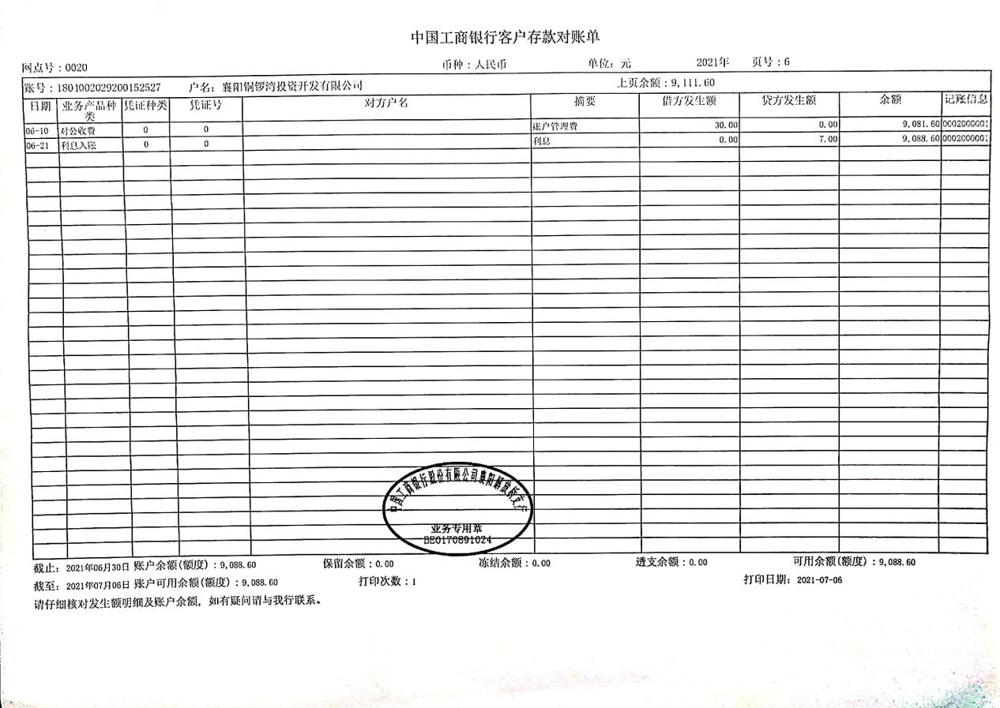 中国工商银行客户存款对账单
网点号：0020 币种：人民币 单位：元 2021年 页号：6
账号：1804002029200152527 户名：襄阳铜锣湾投资开发有限公司 上页余额：9,111.60
日期 业务产品种类 凭证种类 凭证号 对方户名 摘要 借方发生额 贷方发生额 余额 记账信息
06-10 对公收费 0 0 账户管理费 30.00 0.00 9,081.60 0002000001
06-21 利息入账 0 0 利息 0.00 7.00 9,088.60 0002000001
中国工商银行股份有限公司襄阳解放桥支行
业务专用章
BE0170891024
截止：2021年06月30日 账户余额(额度)：9,088.60 保留余额：0.00 冻结余额：0.00 透支余额：0.00 可用余额(额度)：9,088.60
截至：2021年07月06日 账户可用余额(额度)：9,088.60 打印次数：1 打印日期：2021-07-06
请仔细核对发生额明细及账户余额，如有疑问请与我行联系。